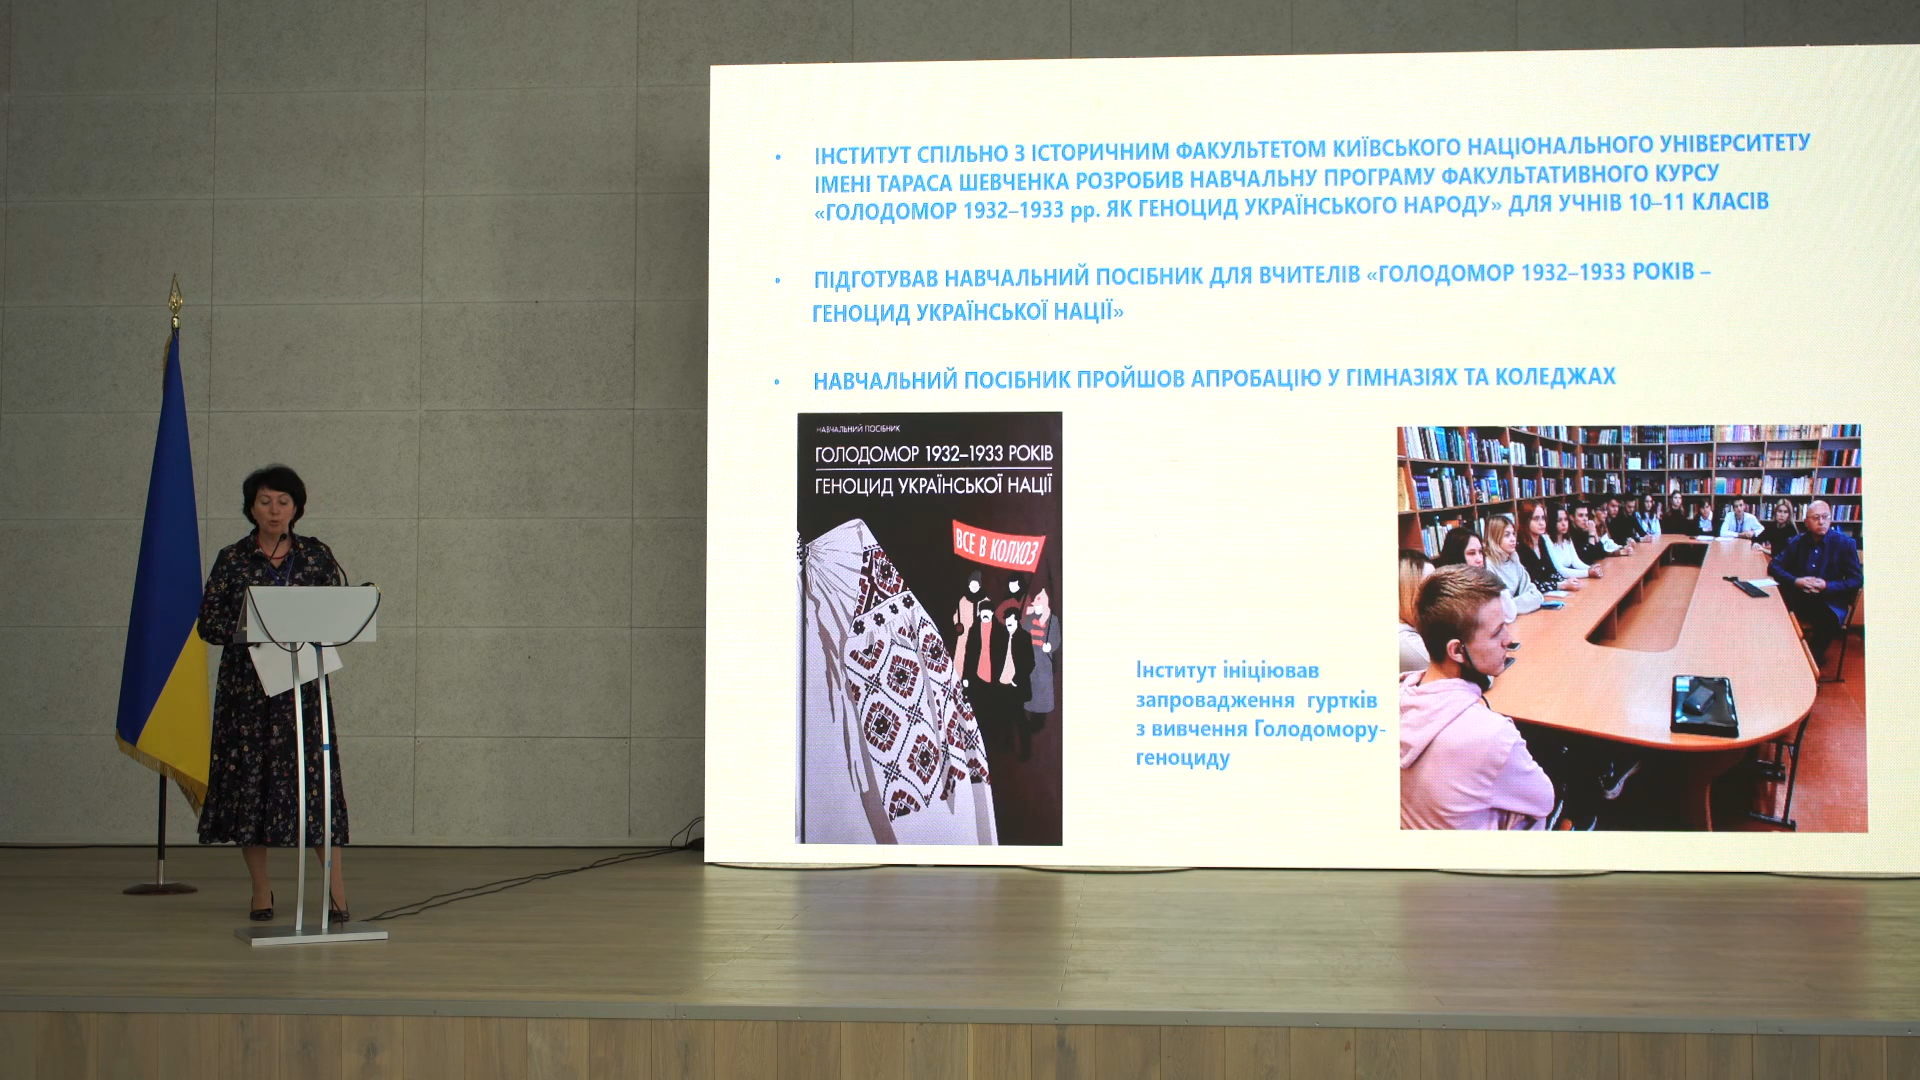 • ІНСТИТУТ СПІЛЬНО З ІСТОРИЧНИМ ФАКУЛЬТЕТОМ КИЇВСЬКОГО НАЦІОНАЛЬНОГО УНІВЕРСИТЕТУ
ІМЕНІ ТАРАСА ШЕВЧЕНКА РОЗРОБИВ НАВЧАЛЬНУ ПРОГРАМУ ФАКУЛЬТАТИВНОГО КУРСУ
«ГОЛОДОМОР 1932–1933 рр. ЯК ГЕНОЦИД УКРАЇНСЬКОГО НАРОДУ» ДЛЯ УЧНІВ 10–11 КЛАСІВ
• ПІДГОТУВАВ НАВЧАЛЬНИЙ ПОСІБНИК ДЛЯ ВЧИТЕЛІВ «ГОЛОДОМОР 1932–1933 РОКІВ –
ГЕНОЦИД УКРАЇНСЬКОЇ НАЦІЇ»
• НАВЧАЛЬНИЙ ПОСІБНИК ПРОЙШОВ АПРОБАЦІЮ У ГІМНАЗІЯХ ТА КОЛЕДЖАХ
НАВЧАЛЬНИЙ ПОСІБНИК
ГОЛОДОМОР 1932–1933 РОКІВ
ГЕНОЦИД УКРАЇНСЬКОЇ НАЦІЇ
ВСЕ В КОЛХОЗ
Інститут ініціював
запровадження гуртків
з вивчення Голодомору-
геноциду